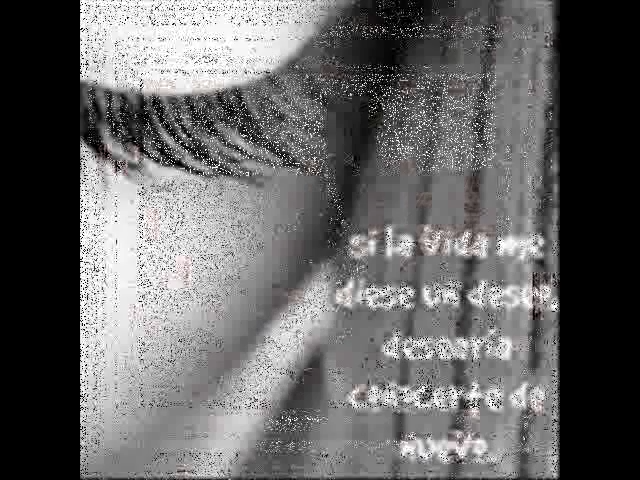 si la vida me
diese un deseo,
desearía
conocerte de
nuevo.